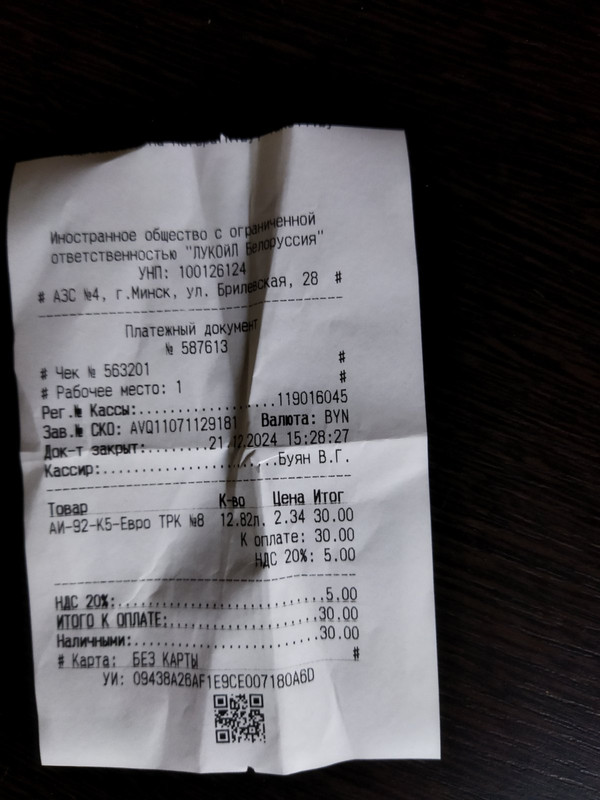 Иностранное общество с ограниченной
ответственностью "ЛУКОЙЛ Белоруссия"
УНП: 100126124
# АЗС №4, г.Минск, ул. Брилевская, 28 #
Платежный документ
№ 587613
# Чек № 563201 #
# Рабочее место: 1 #
Рег.№ Кассы:................119016045
Зав.№ СКО: AVQ11071129181 Валюта: BYN
Док-т закрыт:........21.12.2024 15:28:27
Кассир:......................Буян В.Г.
Товар К-во Цена Итог
АИ-92-К5-Евро ТРК №8 12.82л. 2.34 30.00
К оплате: 30.00
НДС 20%: 5.00
НДС 20%:.........................5.00
ИТОГО К ОПЛАТЕ:..................30.00
Наличными:.......................30.00
# Карта: БЕЗ КАРТЫ #
УИ: 09438A26AF1E9CE007180A6D